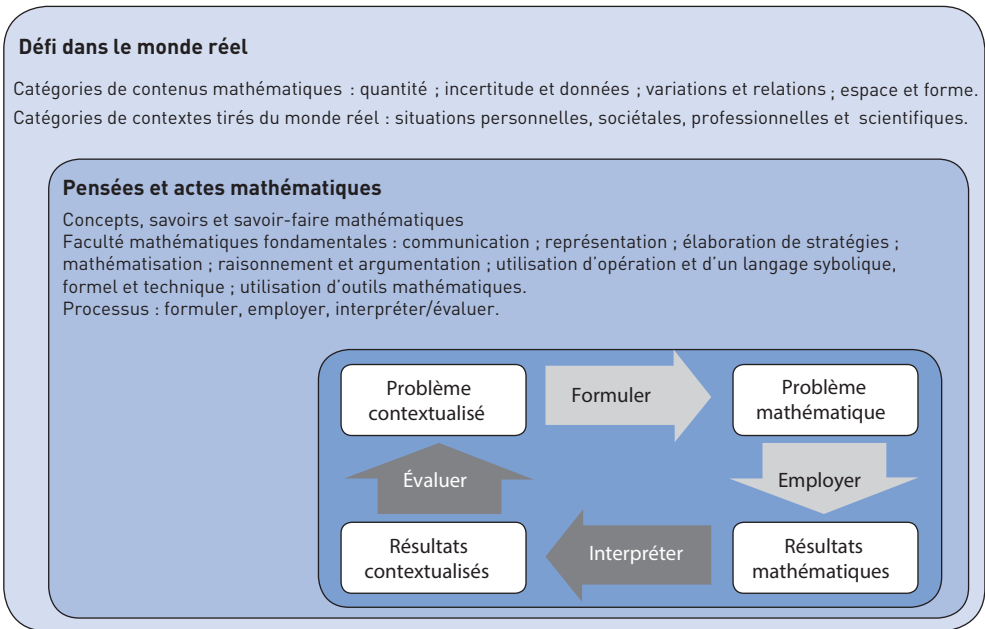 Défi dans le monde réel
Catégories de contenus mathématiques : quantité ; incertitude et données ; variations et relations ; espace et forme.
Catégories de contextes tirés du monde réel : situations personnelles, sociétales, professionnelles et scientifiques.
Pensées et actes mathématiques
Concepts, savoirs et savoir-faire mathématiques
Faculté mathématiques fondamentales : communication ; représentation ; élaboration de stratégies ;
mathématisation ; raisonnement et argumentation ; utilisation d'opération et d'un langage sybolique,
formel et technique ; utilisation d'outils mathématiques.
Processus : formuler, employer, interpréter/évaluer.
Problème
contextualisé
Formuler
Problème
mathématique
Évaluer
Employer
Résultats
contextualisés
Interpréter
Résultats
mathématiques